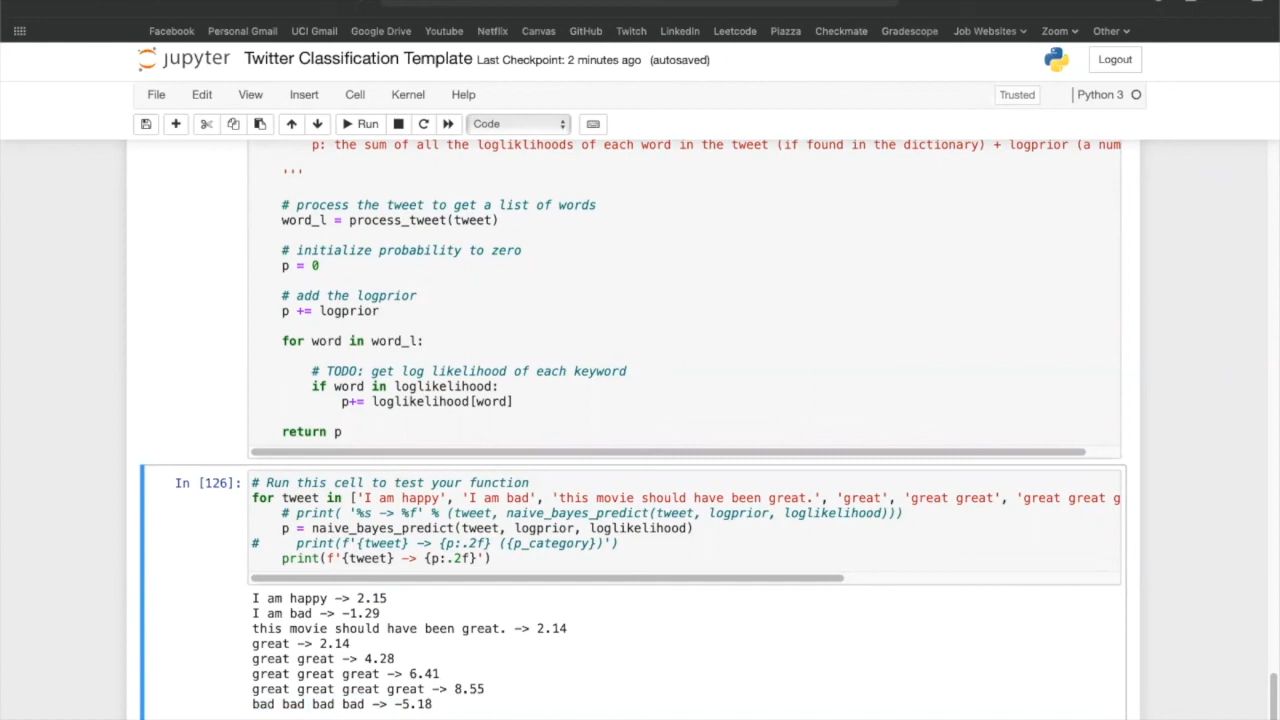 Facebook Personal Gmail UCI Gmail Google Drive Youtube Netflix Canvas GitHub Twitch LinkedIn Leetcode Piazza Checkmate Gradescope Job Websites Zoom Other
jupyter Twitter Classification Template Last Checkpoint: 2 minutes ago (autosaved) Logout
File Edit View Insert Cell Kernel Help Trusted Python 3
Run Code
p: the sum of all the logliklihoods of each word in the tweet (if found in the dictionary) + logprior (a num
'''
# process the tweet to get a list of words
word_l = process_tweet(tweet)
# initialize probability to zero
p = 0
# add the logprior
p += logprior
for word in word_l:
# TODO: get log likelihood of each keyword
if word in loglikelihood:
p+= loglikelihood[word]
return p
In [126]: # Run this cell to test your function
for tweet in ['I am happy', 'I am bad', 'this movie should have been great.', 'great', 'great great', 'great great g
# print( '%s -> %f' % (tweet, naive_bayes_predict(tweet, logprior, loglikelihood)))
p = naive_bayes_predict(tweet, logprior, loglikelihood)
# print(f'{tweet} -> {p:.2f} ({p_category})')
print(f'{tweet} -> {p:.2f}')
I am happy -> 2.15
I am bad -> -1.29
this movie should have been great. -> 2.14
great -> 2.14
great great -> 4.28
great great great -> 6.41
great great great great -> 8.55
bad bad bad bad -> -5.18